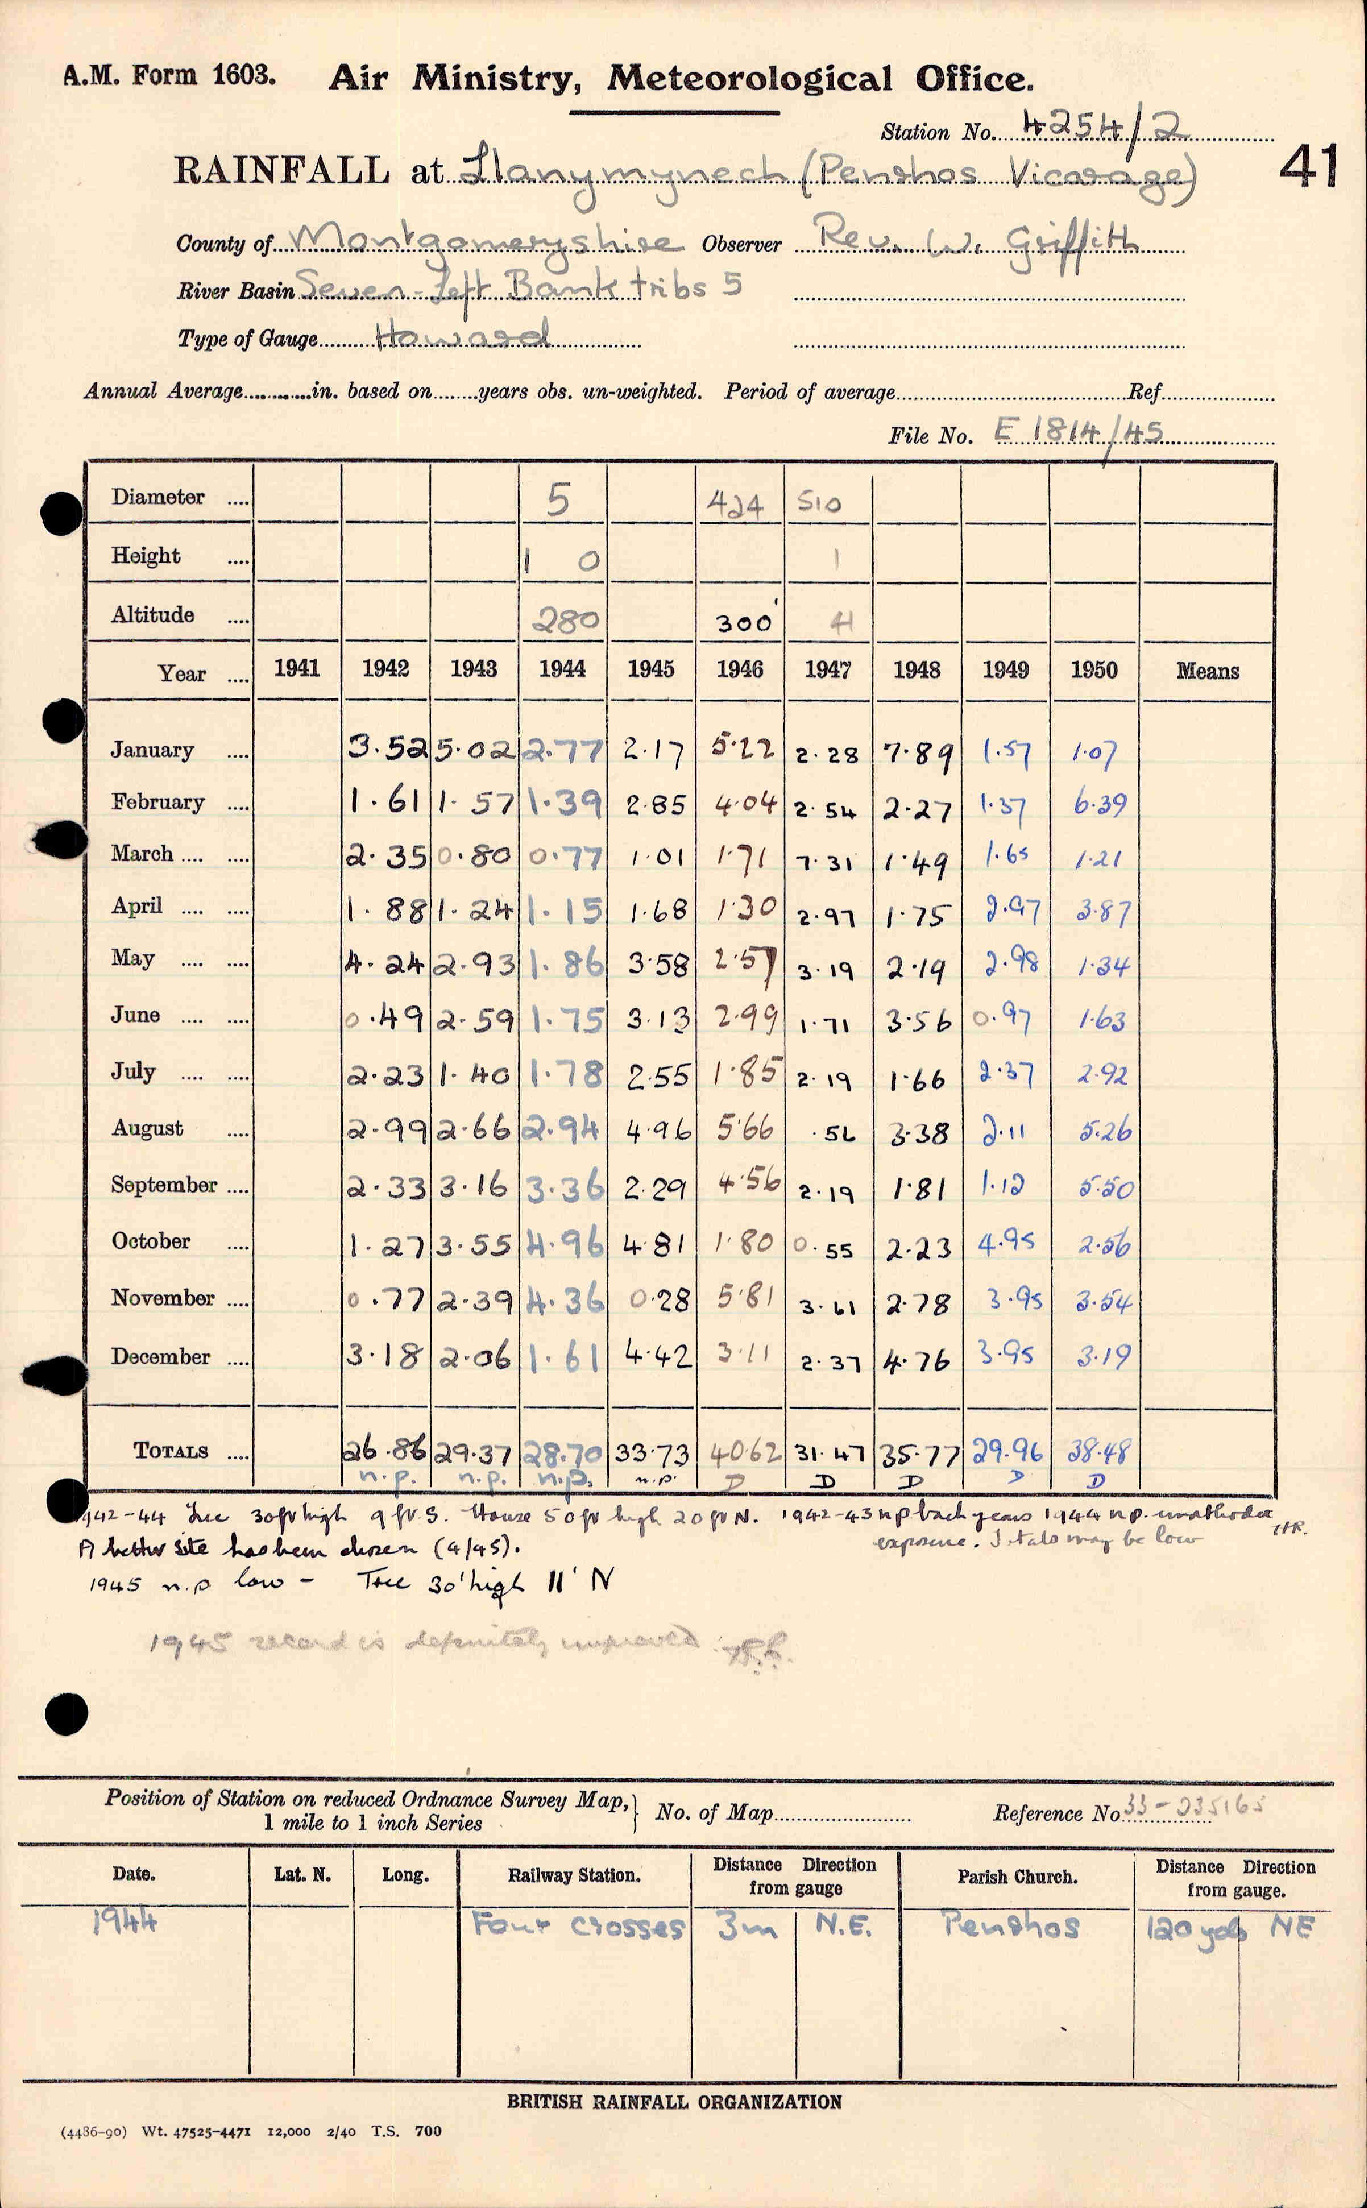 A.M. Form 1603. Air Ministry, Meteorological Office.
Station No. 4254/2
41
RAINFALL at Llanymynech (Penrhos Vicarage)
County of Montgomeryshire Observer Rev. W. Griffith
River Basin Seven-Left Bank tribs 5
Type of Gauge Howard
Annual Average in. based on years obs. un-weighted. Period of average Ref
File No. E 1814/45
Diameter 5 424 510
Height 1 0 1
Altitude 280 300'
Year 1941 1942 1943 1944 1945 1946 1947 1948 1949 1950 Means
January 3.52 5.02 2.77 2.17 5.22 2.28 7.89 1.57 1.07
February 1.61 1.57 1.39 2.85 4.04 2.54 2.27 1.37 6.39
March 2.35 0.80 0.77 1.01 1.71 7.31 1.49 1.65 1.21
April 1.88 1.24 1.15 1.68 1.30 2.97 1.75 2.97 3.87
May 4.24 2.93 1.86 3.58 2.57 3.19 2.19 2.98 1.34
June 0.49 2.59 1.75 3.13 2.99 1.71 3.56 0.97 1.63
July 2.23 1.40 1.78 2.55 1.85 2.19 1.66 2.37 2.92
August 2.99 2.66 2.94 4.96 5.66 .56 3.38 2.11 5.26
September 2.33 3.16 3.36 2.29 4.56 2.19 1.81 1.12 5.50
October 1.27 3.55 4.96 4.81 1.80 0.55 2.23 4.95 2.56
November 0.77 2.39 4.36 0.28 5.81 3.61 2.78 3.95 3.54
December 3.18 2.06 1.61 4.42 3.11 2.37 4.76 3.95 3.19
TOTALS 26.86 29.37 28.70 33.73 40.62 31.47 35.77 29.96 38.48
n.p. n.p. n.p. n.p. D D D D D
1942-44 Tree 30ft high 9 ft S. House 50ft high 20ft N. 1942-43 n.p back years 1944 n.p. unorthodox
exposure. Totals may be low
A better site has been chosen (4/45).
1945 n.p low - Tree 30' high 11' N
1945 record is definitely improved
Position of Station on reduced Ordnance Survey Map,
1 mile to 1 inch Series No. of Map Reference No 33-235165
Date. Lat. N. Long. Railway Station. Distance Direction from gauge Parish Church. Distance Direction from gauge.
1944 Four Crosses 3m N.E. Penrhos 120 yds NE
BRITISH RAINFALL ORGANIZATION
(4486-90) Wt. 47525-4471 12,000 2/40 T.S. 700